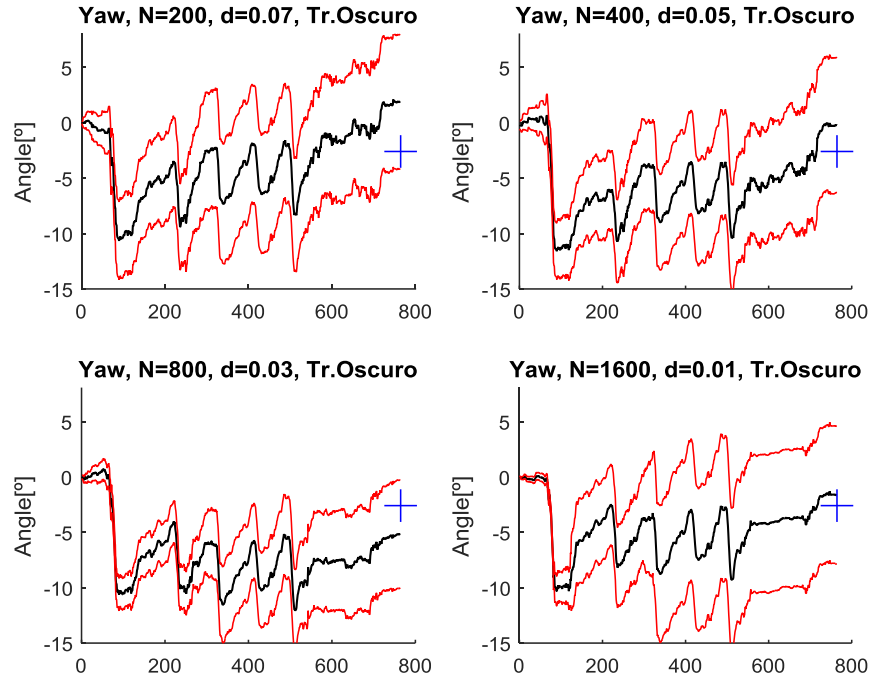 Yaw, N=200, d=0.07, Tr.Oscuro
Angle[º]
5
0
-5
-10
-15
0 200 400 600 800
Yaw, N=400, d=0.05, Tr.Oscuro
Angle[º]
5
0
-5
-10
-15
0 200 400 600 800
Yaw, N=800, d=0.03, Tr.Oscuro
Angle[º]
5
0
-5
-10
-15
0 200 400 600 800
Yaw, N=1600, d=0.01, Tr.Oscuro
Angle[º]
5
0
-5
-10
-15
0 200 400 600 800